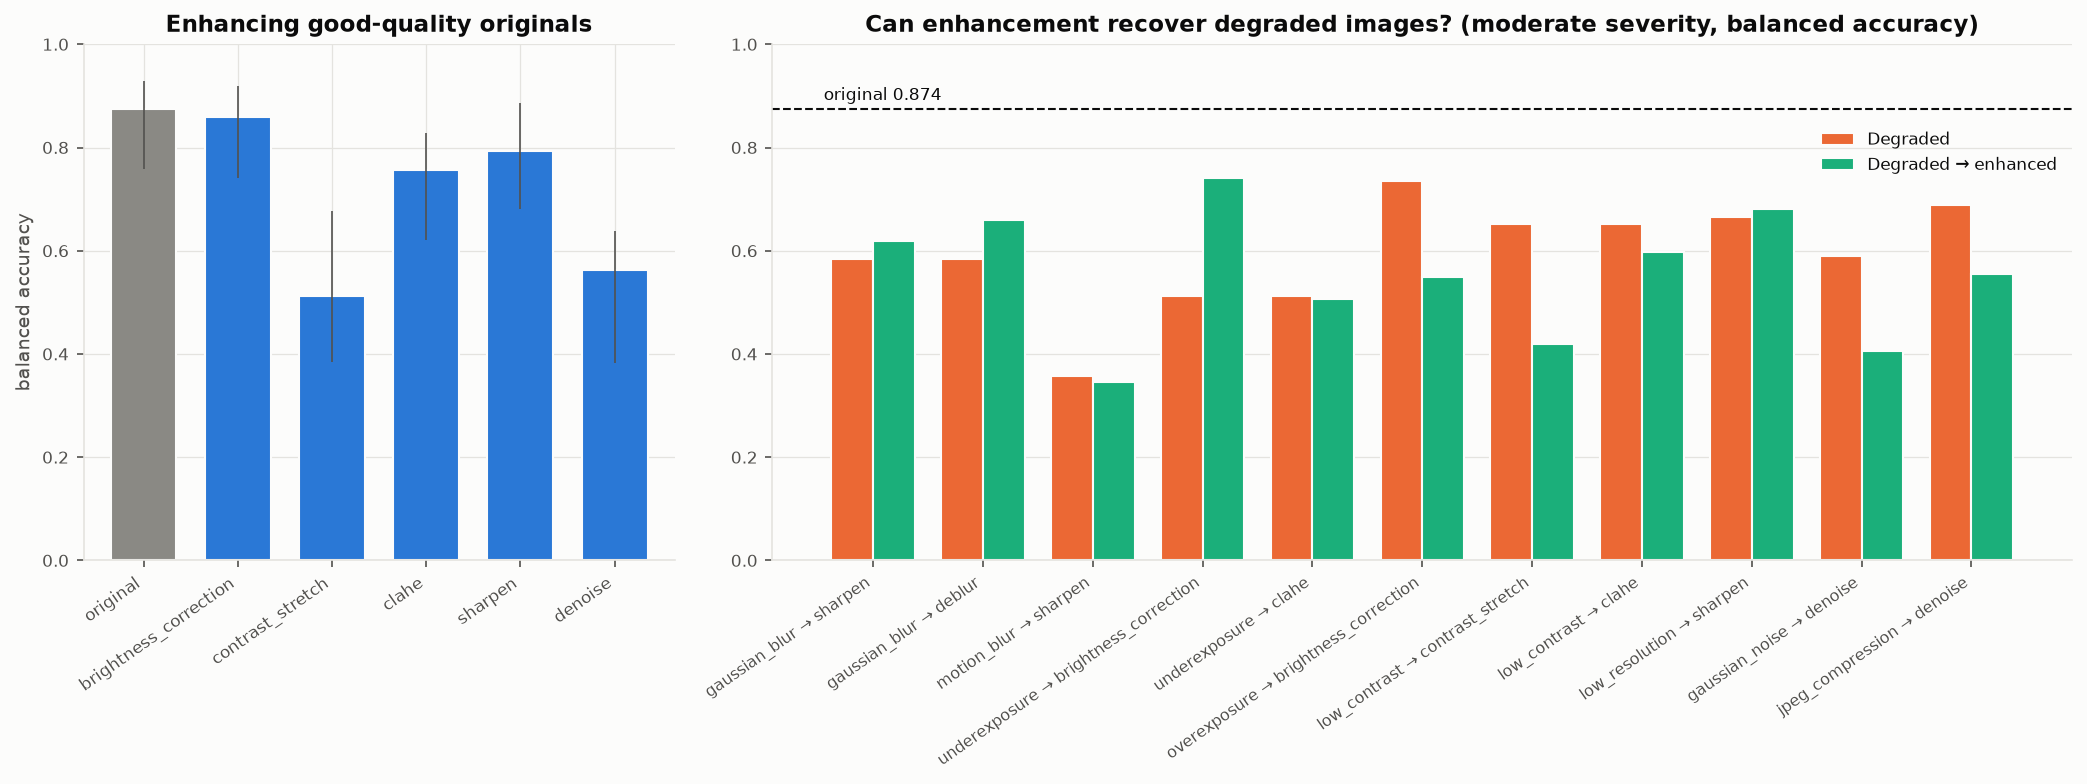 Enhancing good-quality originals
balanced accuracy
1.0
0.8
0.6
0.4
0.2
0.0
original
brightness_correction
contrast_stretch
clahe
sharpen
denoise
Can enhancement recover degraded images? (moderate severity, balanced accuracy)
original 0.874
Degraded
Degraded → enhanced
1.0
0.8
0.6
0.4
0.2
0.0
gaussian_blur → sharpen
gaussian_blur → deblur
motion_blur → sharpen
underexposure → brightness_correction
underexposure → clahe
overexposure → brightness_correction
low_contrast → contrast_stretch
low_contrast → clahe
low_resolution → sharpen
gaussian_noise → denoise
jpeg_compression → denoise